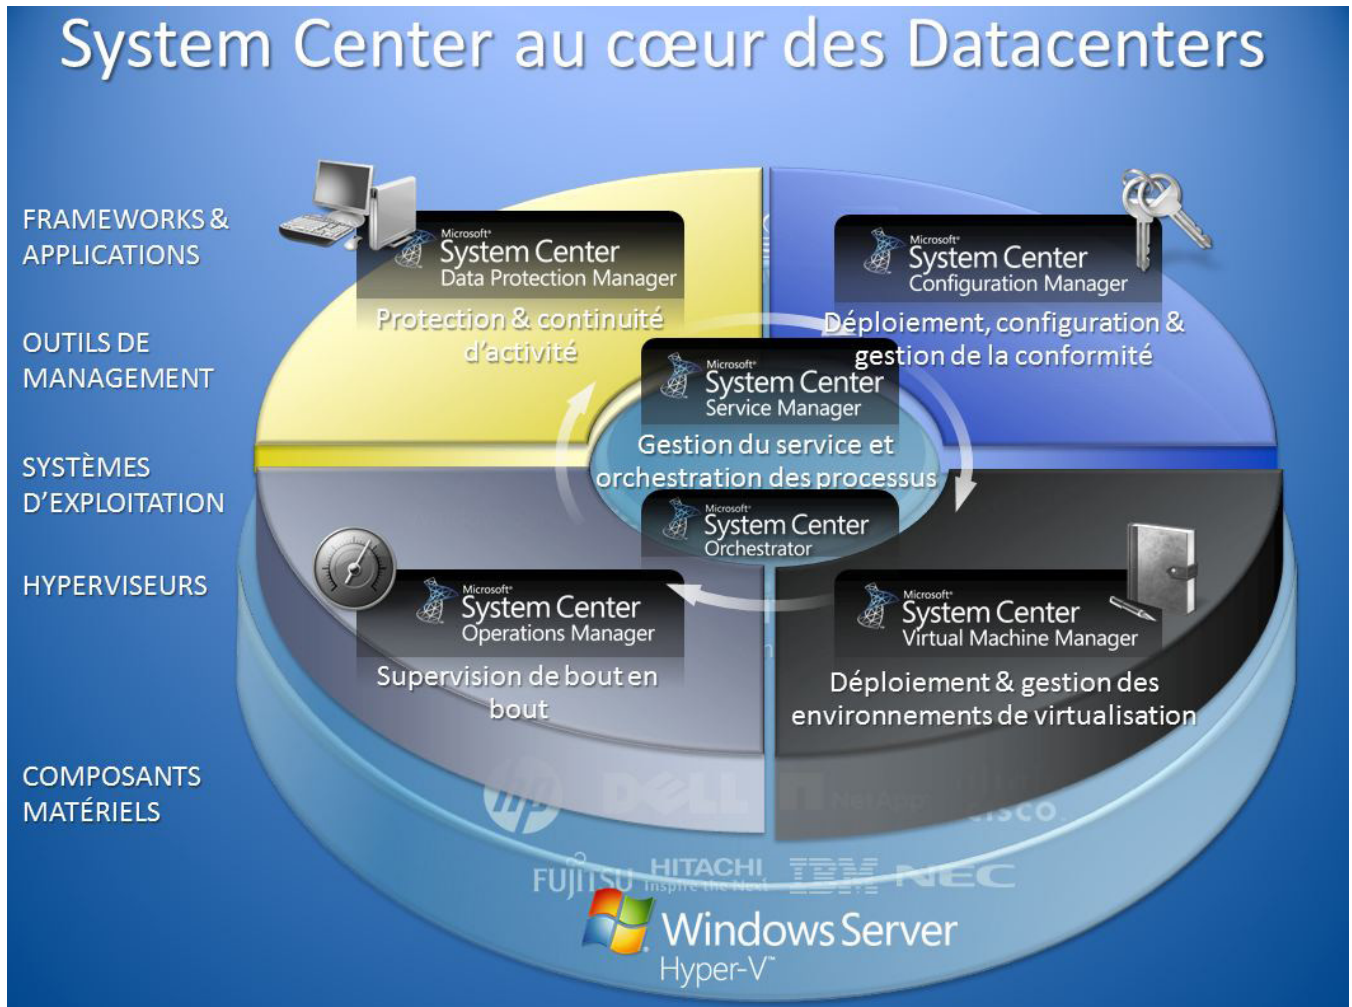 System Center au cœur des Datacenters
FRAMEWORKS &
APPLICATIONS
OUTILS DE
MANAGEMENT
SYSTÈMES
D'EXPLOITATION
HYPERVISEURS
COMPOSANTS
MATÉRIELS
Microsoft®
System Center
Data Protection Manager
Protection & continuité
d'activité
Microsoft®
System Center
Configuration Manager
Déploiement, configuration &
gestion de la conformité
Microsoft®
System Center
Service Manager
Gestion du service et
orchestration des processus
Microsoft®
System Center
Orchestrator
Microsoft®
System Center
Operations Manager
Supervision de bout en
bout
Microsoft®
System Center
Virtual Machine Manager
Déploiement & gestion des
environnements de virtualisation
hp DELL NetApp CISCO.
FUJITSU HITACHI IBM NEC
Inspire the Next
Windows Server
Hyper-V™